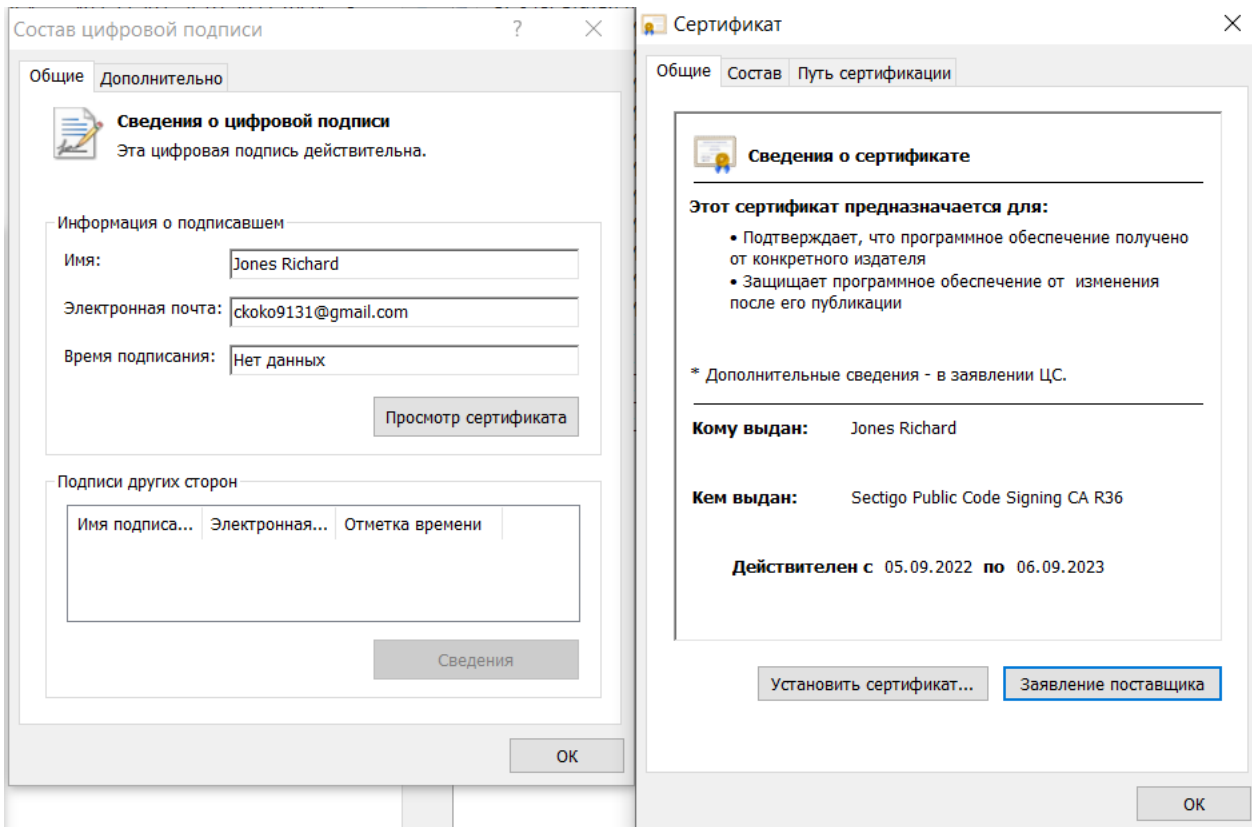 Состав цифровой подписи
?
Общие
Дополнительно
Сведения о цифровой подписи
Эта цифровая подпись действительна.
Информация о подписавшем
Имя:
Jones Richard
Электронная почта:
ckoko9131@gmail.com
Время подписания:
Нет данных
Просмотр сертификата
Подписи других сторон
Имя подписа...
Электронная...
Отметка времени
Сведения
ОК
Сертификат
Общие
Состав
Путь сертификации
Сведения о сертификате
Этот сертификат предназначается для:
• Подтверждает, что программное обеспечение получено
от конкретного издателя
• Защищает программное обеспечение от изменения
после его публикации
* Дополнительные сведения - в заявлении ЦС.
Кому выдан: Jones Richard
Кем выдан: Sectigo Public Code Signing CA R36
Действителен с 05.09.2022 по 06.09.2023
Установить сертификат...
Заявление поставщика
ОК